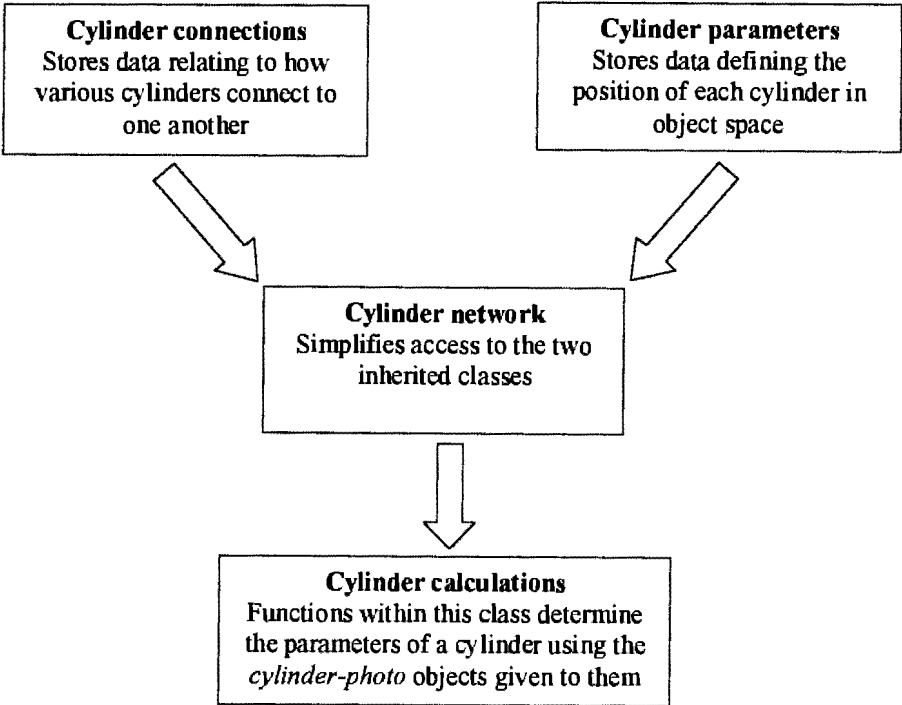 Cylinder connections
Stores data relating to how
various cylinders connect to
one another
Cylinder parameters
Stores data defining the
position of each cylinder in
object space
Cylinder network
Simplifies access to the two
inherited classes
Cylinder calculations
Functions within this class determine
the parameters of a cylinder using the
cylinder-photo objects given to them